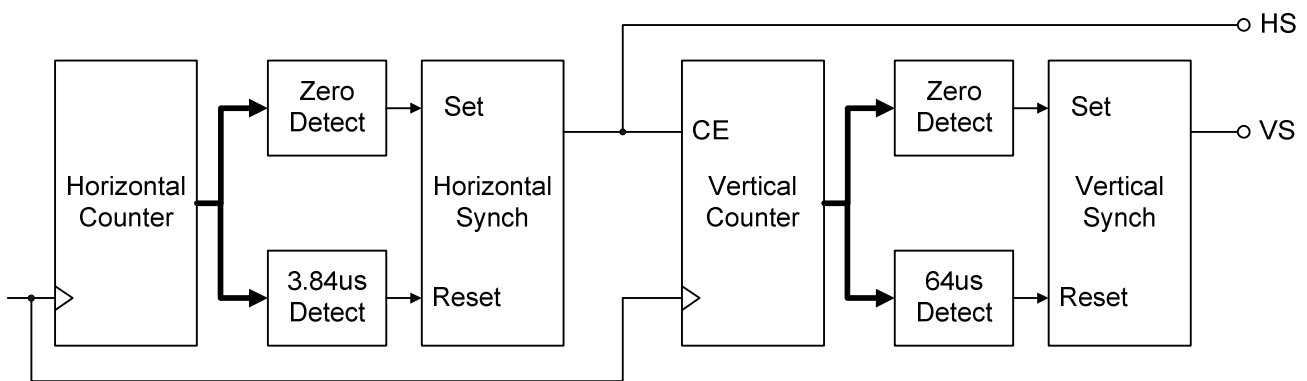 HS
Zero
Detect
Set
CE
Zero
Detect
Set
VS
Horizontal
Counter
Horizontal
Synch
Vertical
Counter
Vertical
Synch
3.84us
Detect
Reset
64us
Detect
Reset